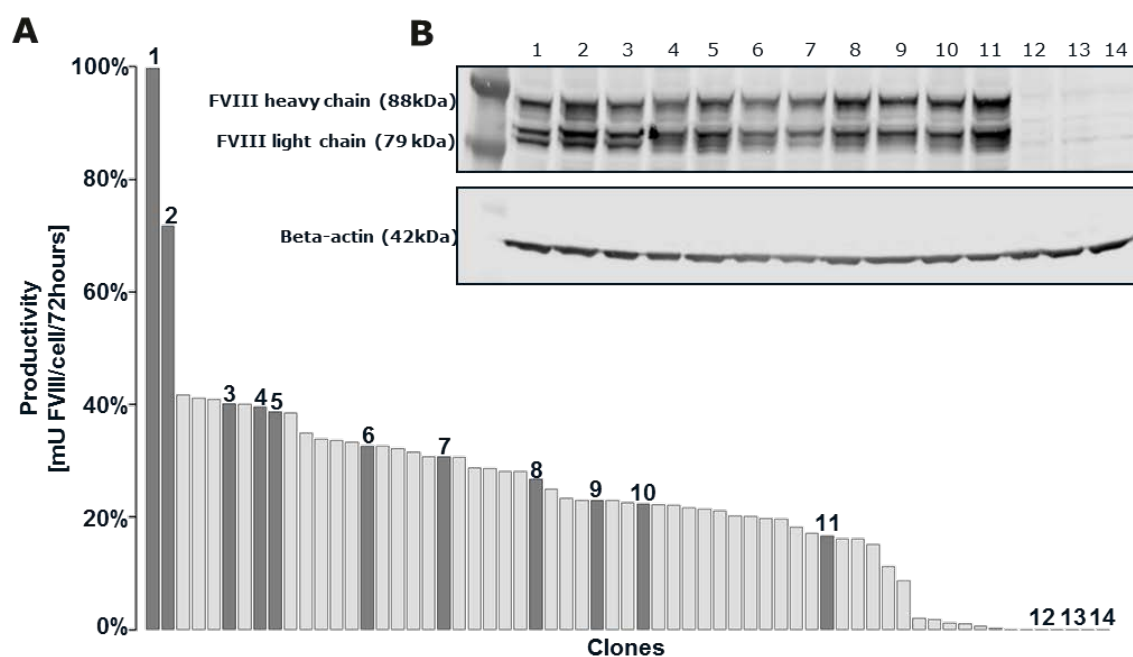 A
B
1 2 3 4 5 6 7 8 9 10 11 12 13 14
FVIII heavy chain (88kDa)
FVIII light chain (79 kDa)
Beta-actin (42kDa)
100%
80%
60%
40%
20%
0%
Productivity
[mU FVIII/cell/72hours]
1
2
3 4 5
6
7
8
9 10
11
12 13 14
Clones